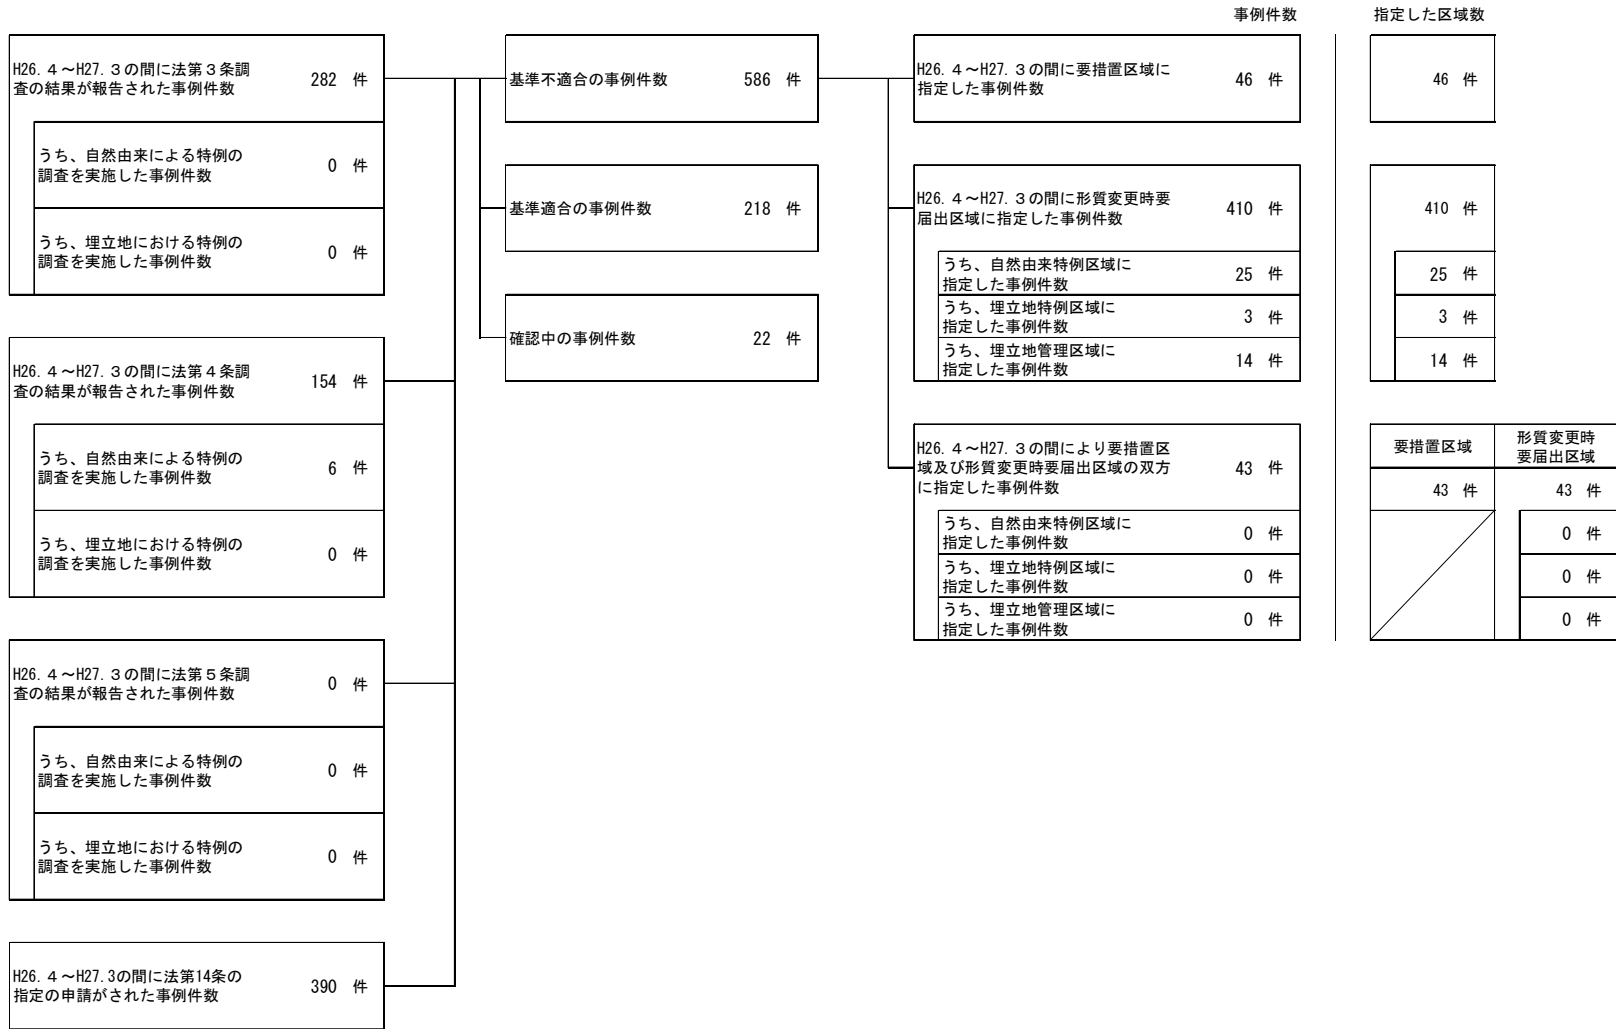 事例件数
指定した区域数
H26.４～H27.３の間に法第３条調
査の結果が報告された事例件数
282 件
うち、自然由来による特例の
調査を実施した事例件数
0 件
うち、埋立地における特例の
調査を実施した事例件数
0 件
H26.４～H27.３の間に法第４条調
査の結果が報告された事例件数
154 件
うち、自然由来による特例の
調査を実施した事例件数
6 件
うち、埋立地における特例の
調査を実施した事例件数
0 件
H26.４～H27.３の間に法第５条調
査の結果が報告された事例件数
0 件
うち、自然由来による特例の
調査を実施した事例件数
0 件
うち、埋立地における特例の
調査を実施した事例件数
0 件
H26.４～H27.3の間に法第14条の
指定の申請がされた事例件数
390 件
基準不適合の事例件数
586 件
基準適合の事例件数
218 件
確認中の事例件数
22 件
H26.４～H27.３の間に要措置区域に
指定した事例件数
46 件
46 件
H26.４～H27.３の間に形質変更時要
届出区域に指定した事例件数
410 件
410 件
うち、自然由来特例区域に
指定した事例件数
25 件
25 件
うち、埋立地特例区域に
指定した事例件数
3 件
3 件
うち、埋立地管理区域に
指定した事例件数
14 件
14 件
H26.４～H27.３の間により要措置区
域及び形質変更時要届出区域の双方
に指定した事例件数
43 件
要措置区域
形質変更時
要届出区域
43 件
43 件
うち、自然由来特例区域に
指定した事例件数
0 件
0 件
うち、埋立地特例区域に
指定した事例件数
0 件
0 件
うち、埋立地管理区域に
指定した事例件数
0 件
0 件